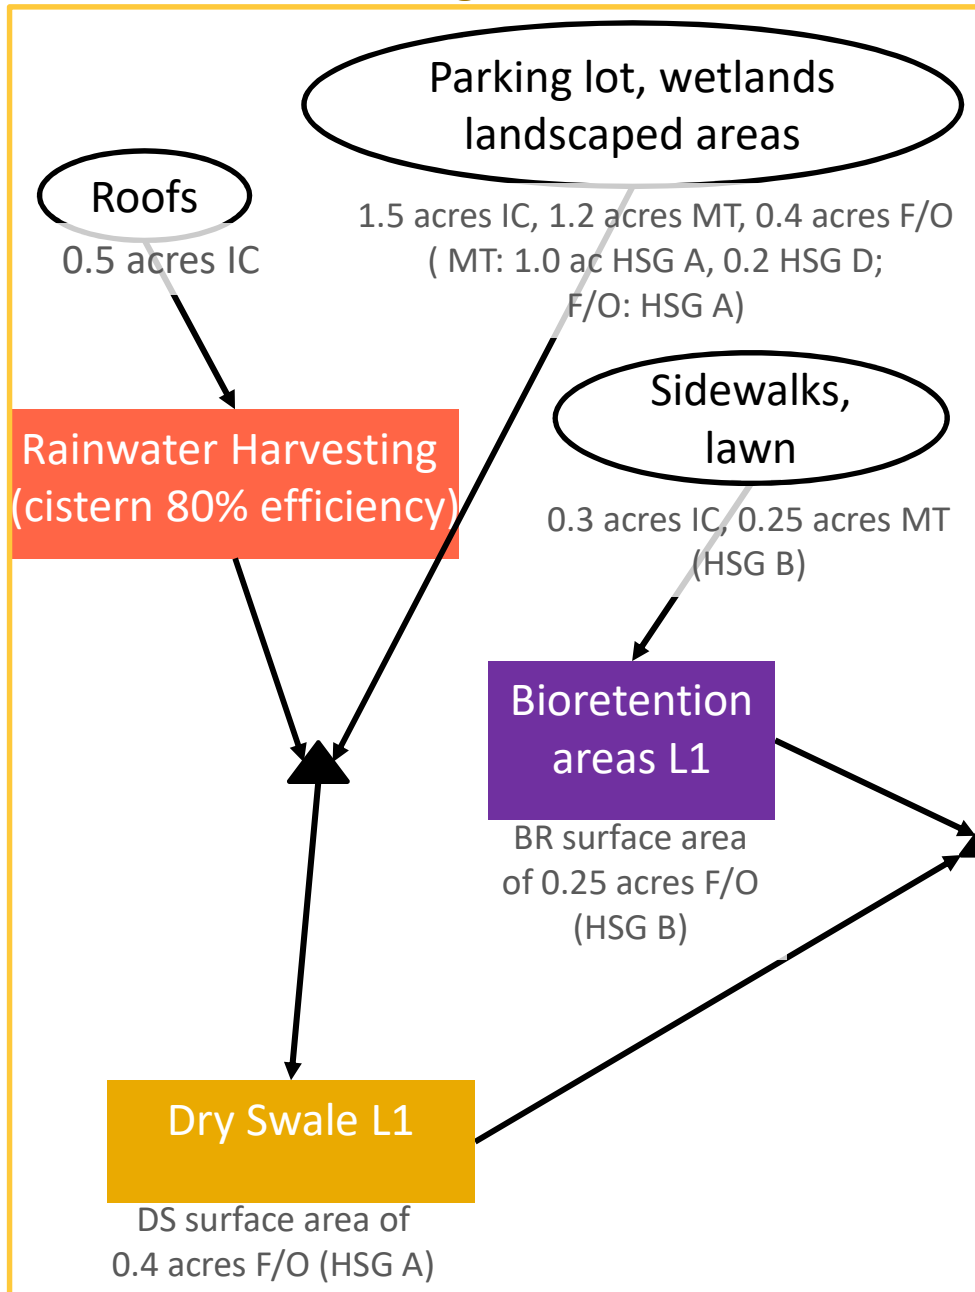 Parking lot, wetlands
landscaped areas
Roofs
1.5 acres IC, 1.2 acres MT, 0.4 acres F/O
( MT: 1.0 ac HSG A, 0.2 HSG D;
F/O: HSG A)
0.5 acres IC
Sidewalks,
lawn
Rainwater Harvesting
(cistern 80% efficiency)
0.3 acres IC, 0.25 acres MT
(HSG B)
Bioretention
areas L1
BR surface area
of 0.25 acres F/O
(HSG B)
Dry Swale L1
DS surface area of
0.4 acres F/O (HSG A)